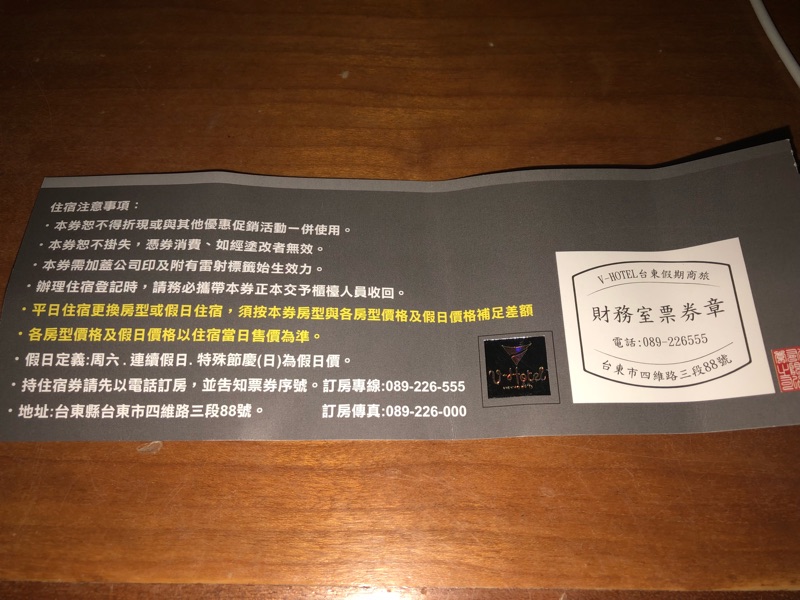 住宿注意事項：
・本券恕不得折現或與其他優惠促銷活動一併使用。
・本券恕不掛失，憑券消費、如經塗改者無效。
・本券需加蓋公司印及附有雷射標籤始生效力。
・辦理住宿登記時，請務必攜帶本券正本交予櫃檯人員收回。
・平日住宿更換房型或假日住宿，須按本券房型與各房型價格及假日價格補足差額
・各房型價格及假日價格以住宿當日售價為準。
・假日定義:周六．連續假日．特殊節慶(日)為假日價。
・持住宿券請先以電話訂房，並告知票券序號。訂房專線:089-226-555
・地址:台東縣台東市四維路三段88號。 訂房傳真:089-226-000
V-Hotel
V-HOTEL台東假期商旅
財務室票券章
電話:089-226555
台東市四維路三段88號